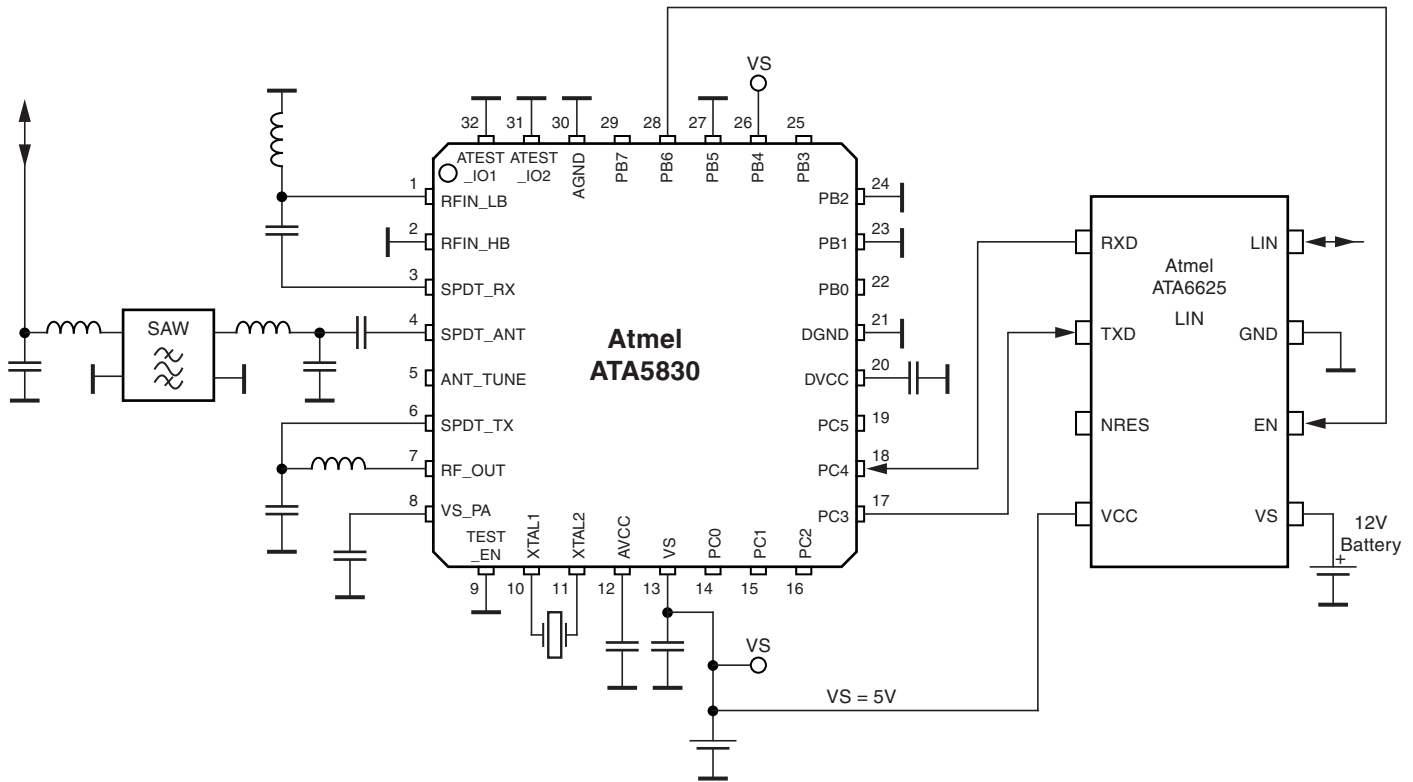 VS
32
31
30
29
28
27
26
25
ATEST
_IO1
ATEST
_IO2
AGND
PB7
PB6
PB5
PB4
PB3
1
RFIN_LB
2
RFIN_HB
3
SPDT_RX
4
SPDT_ANT
5
ANT_TUNE
6
SPDT_TX
7
RF_OUT
8
VS_PA
SAW
Atmel
ATA5830
24
PB2
23
PB1
22
PB0
21
DGND
20
DVCC
19
PC5
18
PC4
17
PC3
TEST
_EN
XTAL1
XTAL2
AVCC
VS
PC0
PC1
PC2
9
10
11
12
13
14
15
16
VS
VS = 5V
RXD
LIN
Atmel
ATA6625
LIN
TXD
GND
NRES
EN
VCC
VS
12V
Battery
+